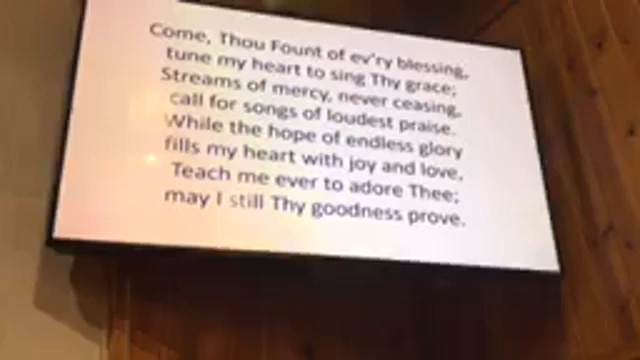 Come, Thou Fount of ev'ry blessing,
tune my heart to sing Thy grace;
Streams of mercy, never ceasing,
call for songs of loudest praise.
While the hope of endless glory
fills my heart with joy and love,
Teach me ever to adore Thee;
may I still Thy goodness prove.